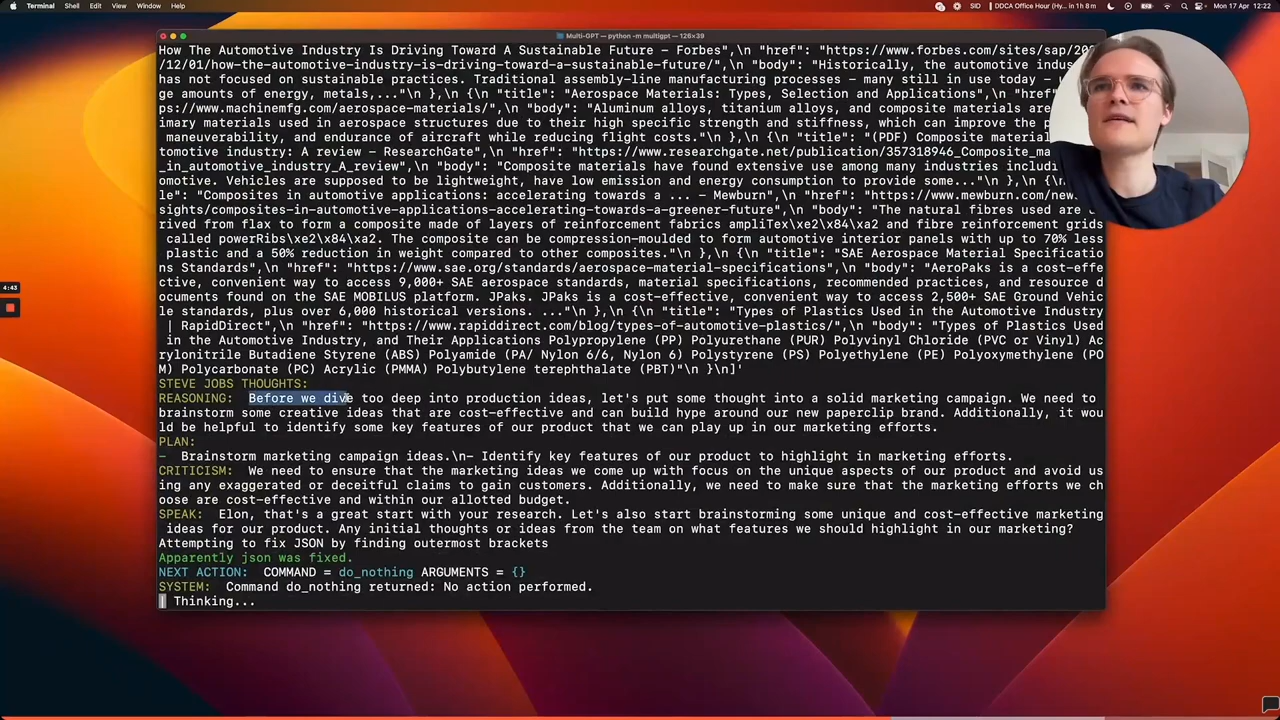 Terminal Shell Edit View Window Help SID DDCA Office Hour (Hy... in 1 h 8 m Mon 17 Apr 12:22
Multi-GPT — python -m multigpt — 126×39
How The Automotive Industry Is Driving Toward A Sustainable Future - Forbes",\n "href": "https://www.forbes.com/sites/sap/20
/12/01/how-the-automotive-industry-is-driving-toward-a-sustainable-future/",\n "body": "Historically, the automotive indus
has not focused on sustainable practices. Traditional assembly-line manufacturing processes - many still in use today -
ge amounts of energy, metals,..."\n },\n {\n "title": "Aerospace Materials: Types, Selection and Applications",\n "href"
ps://www.machinemfg.com/aerospace-materials/",\n "body": "Aluminum alloys, titanium alloys, and composite materials are
imary materials used in aerospace structures due to their high specific strength and stiffness, which can improve the p
maneuverability, and endurance of aircraft while reducing flight costs."\n },\n {\n "title": "(PDF) Composite material
tomotive industry: A review - ResearchGate",\n "href": "https://www.researchgate.net/publication/357318946_Composite_ma
_in_automotive_industry_A_review",\n "body": "Composite materials have found extensive use among many industries includi
omotive. Vehicles are supposed to be lightweight, have low emission and energy consumption to provide some..."\n },\n {\n
le": "Composites in automotive applications: accelerating towards a ... - Mewburn",\n "href": "https://www.mewburn.com/new
sights/composites-in-automotive-applications-accelerating-towards-a-greener-future",\n "body": "The natural fibres used are
rived from flax to form a composite made of layers of reinforcement fabrics ampliTex\xe2\x84\xa2 and fibre reinforcement grids
called powerRibs\xe2\x84\xa2. The composite can be compression-moulded to form automotive interior panels with up to 70% less
plastic and a 50% reduction in weight compared to other composites."\n },\n {\n "title": "SAE Aerospace Material Specificatio
ns Standards",\n "href": "https://www.sae.org/standards/aerospace-material-specifications",\n "body": "AeroPaks is a cost-effe
ctive, convenient way to access 9,000+ SAE aerospace standards, material specifications, recommended practices, and resource d
ocuments found on the SAE MOBILUS platform. JPaks. JPaks is a cost-effective, convenient way to access 2,500+ SAE Ground Vehic
le standards, plus over 6,000 historical versions. ..."\n },\n {\n "title": "Types of Plastics Used in the Automotive Industry
| RapidDirect",\n "href": "https://www.rapiddirect.com/blog/types-of-automotive-plastics/",\n "body": "Types of Plastics Used
in the Automotive Industry, and Their Applications Polypropylene (PP) Polyurethane (PUR) Polyvinyl Chloride (PVC or Vinyl) Ac
rylonitrile Butadiene Styrene (ABS) Polyamide (PA/ Nylon 6/6, Nylon 6) Polystyrene (PS) Polyethylene (PE) Polyoxymethylene (PO
M) Polycarbonate (PC) Acrylic (PMMA) Polybutylene terephthalate (PBT)"\n }\n]'
STEVE JOBS THOUGHTS:
REASONING: Before we dive too deep into production ideas, let's put some thought into a solid marketing campaign. We need to
brainstorm some creative ideas that are cost-effective and can build hype around our new paperclip brand. Additionally, it wou
ld be helpful to identify some key features of our product that we can play up in our marketing efforts.
PLAN:
- Brainstorm marketing campaign ideas.\n- Identify key features of our product to highlight in marketing efforts.
CRITICISM: We need to ensure that the marketing ideas we come up with focus on the unique aspects of our product and avoid us
ing any exaggerated or deceitful claims to gain customers. Additionally, we need to make sure that the marketing efforts we ch
oose are cost-effective and within our allotted budget.
SPEAK: Elon, that's a great start with your research. Let's also start brainstorming some unique and cost-effective marketing
ideas for our product. Any initial thoughts or ideas from the team on what features we should highlight in our marketing?
Attempting to fix JSON by finding outermost brackets
Apparently json was fixed.
NEXT ACTION: COMMAND = do_nothing ARGUMENTS = {}
SYSTEM: Command do_nothing returned: No action performed.
| Thinking...
4:43